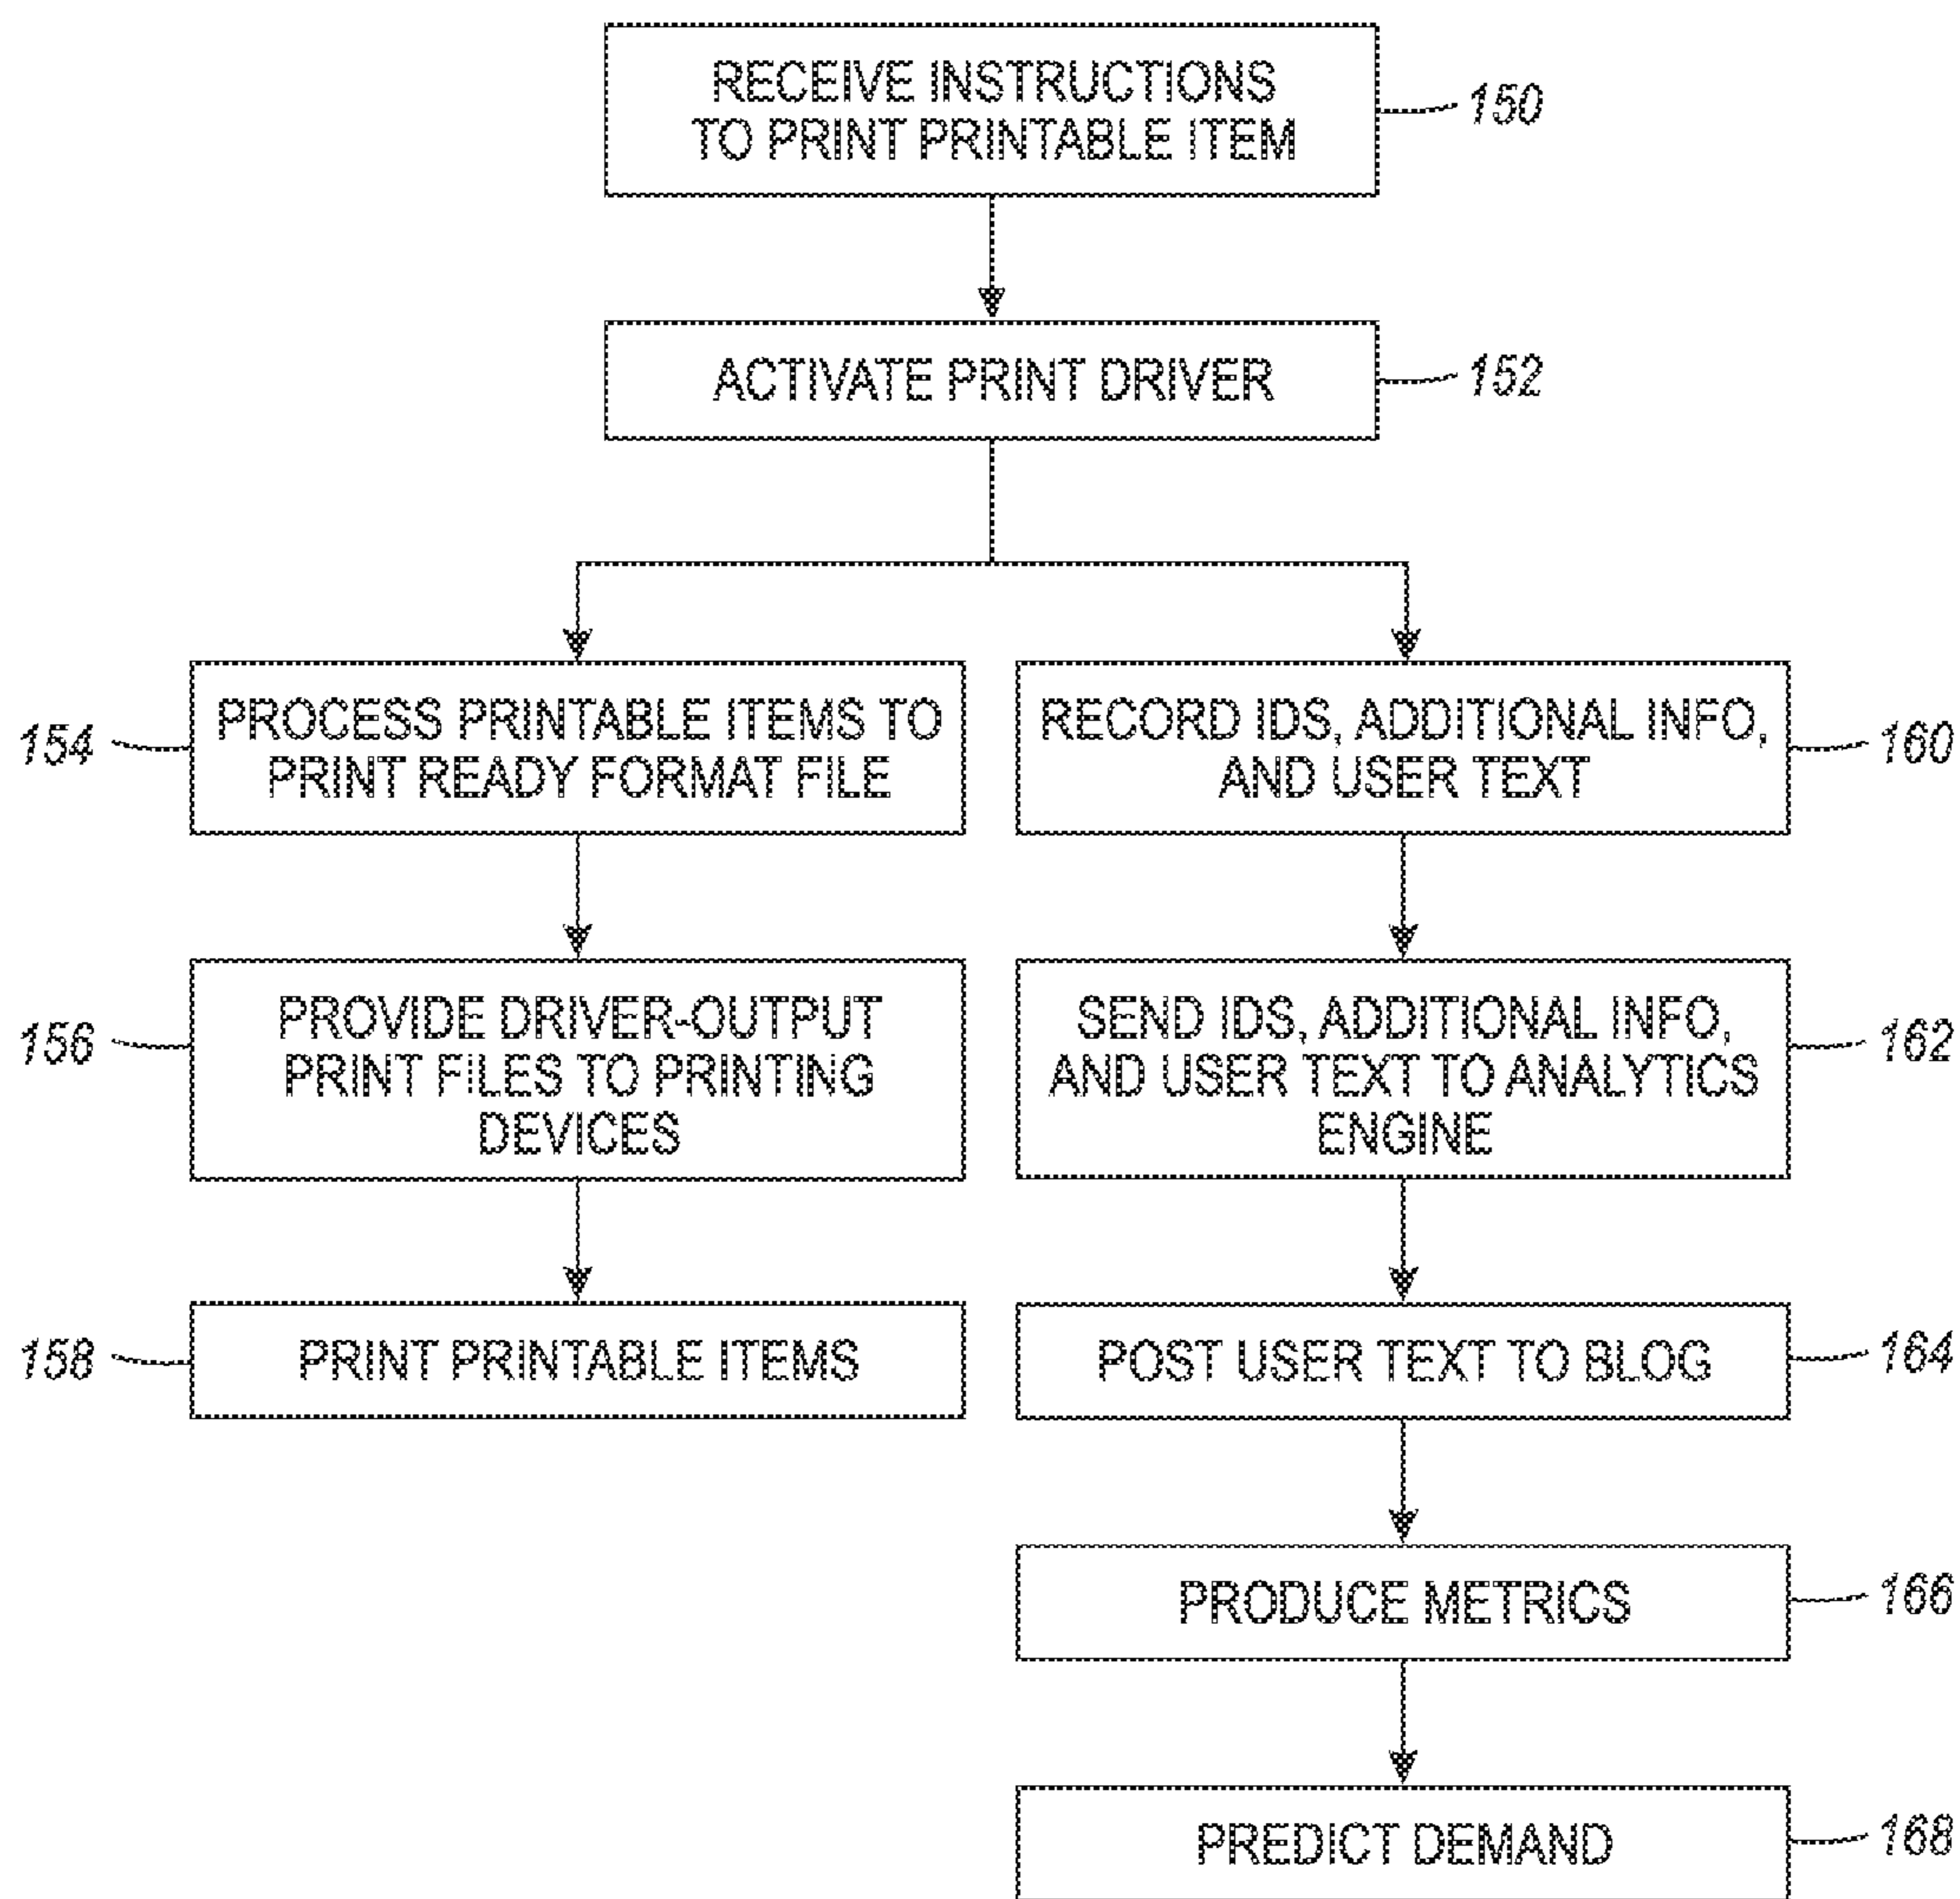 RECEIVE INSTRUCTIONS
TO PRINT PRINTABLE ITEM
150
ACTIVATE PRINT DRIVER
152
154
PROCESS PRINTABLE ITEMS TO
PRINT READY FORMAT FILE
RECORD IDS, ADDITIONAL INFO,
AND USER TEXT
160
156
PROVIDE DRIVER-OUTPUT
PRINT FILES TO PRINTING
DEVICES
SEND IDS, ADDITIONAL INFO,
AND USER TEXT TO ANALYTICS
ENGINE
162
158
PRINT PRINTABLE ITEMS
POST USER TEXT TO BLOG
164
PRODUCE METRICS
166
PREDICT DEMAND
168